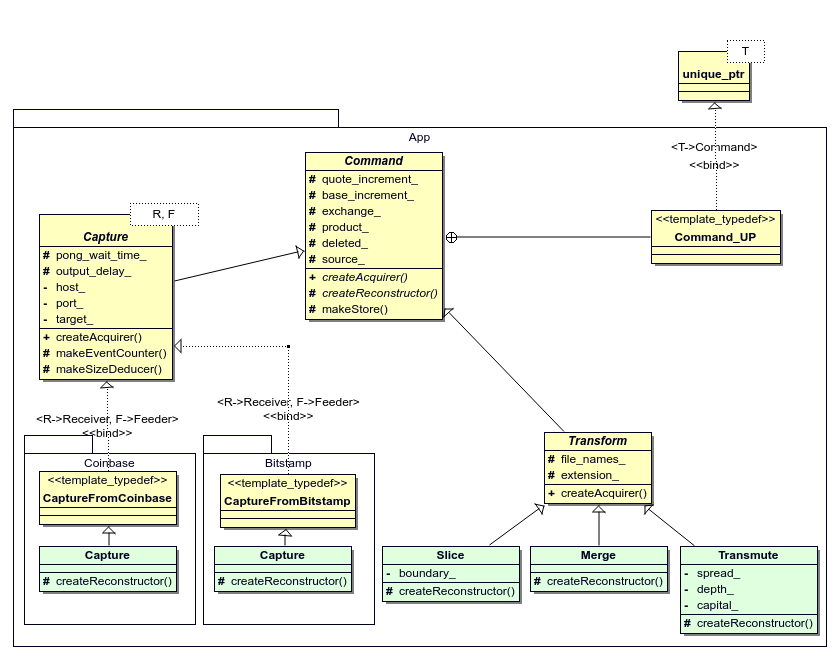 T
unique_ptr
App
<T->Command>
<<bind>>
Command
# quote_increment_
# base_increment_
# exchange_
# product_
# deleted_
# source_
+ createAcquirer()
# createReconstructor()
# makeStore()
<<template_typedef>>
Command_UP
R, F
Capture
# pong_wait_time_
# output_delay_
- host_
- port_
- target_
+ createAcquirer()
# makeEventCounter()
# makeSizeDeducer()
<R->Receiver, F->Feeder>
<<bind>>
<R->Receiver, F->Feeder>
<<bind>>
Coinbase
<<template_typedef>>
CaptureFromCoinbase
Capture
# createReconstructor()
Bitstamp
<<template_typedef>>
CaptureFromBitstamp
Capture
# createReconstructor()
Transform
# file_names_
# extension_
+ createAcquirer()
Slice
- boundary_
# createReconstructor()
Merge
# createReconstructor()
Transmute
- spread_
- depth_
- capital_
# createReconstructor()